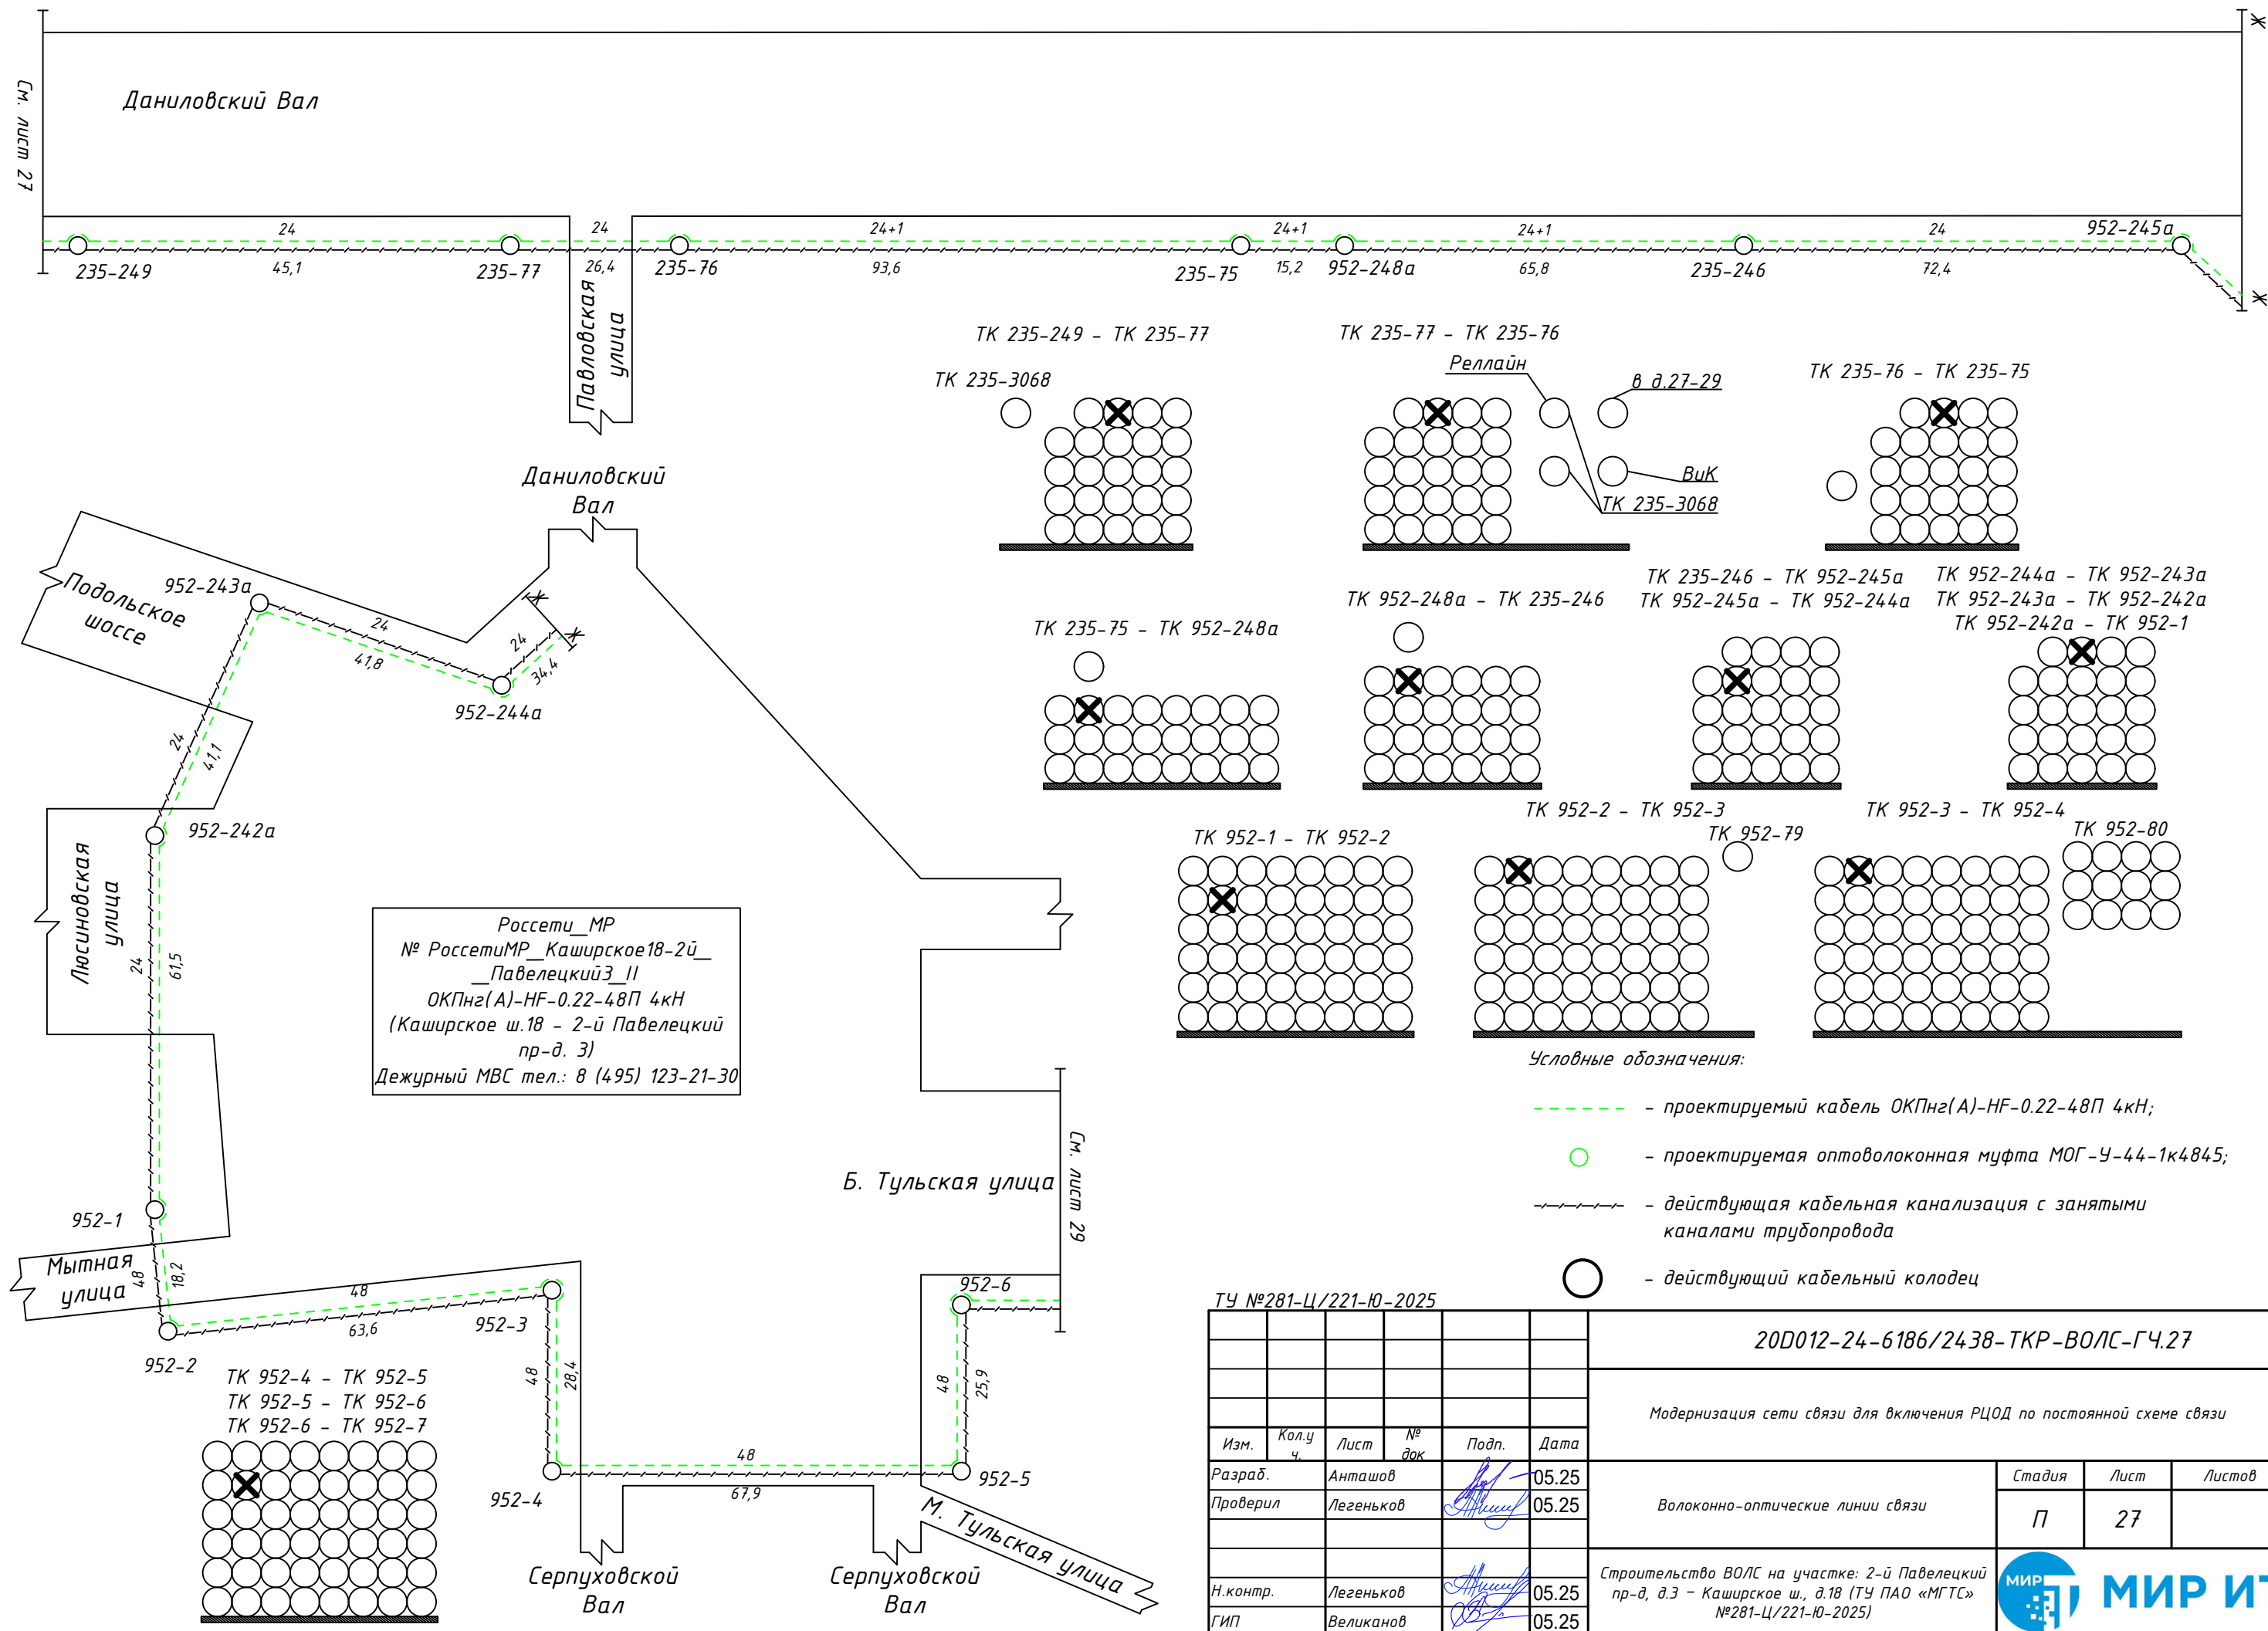 См. лист 27
Даниловский Вал
24
24
24+1
24+1
24+1
24
952-245а
235-249
45,1
235-77
26,4
235-76
93,6
235-75
15,2
952-248а
65,8
235-246
72,4
Ж
Ж
Павловская
улица
ТК 235-249 - ТК 235-77
ТК 235-3068
ТК 235-77 - ТК 235-76
Реллайн
в д.27-29
ВиК
ТК 235-3068
ТК 235-76 - ТК 235-75
Даниловский
Вал
Подольское
шоссе
952-243а
24
41,8
24
34,4
Ж
Ж
952-244а
24
41,1
952-242а
Люсиновская
улица
24
61,5
952-1
Мытная
улица
48
18,2
952-2
48
63,6
952-3
48
28,4
952-4
48
67,9
952-5
48
25,9
952-6
Б. Тульская улица
См. лист 29
М. Тульская улица
Серпуховской
Вал
Серпуховской
Вал
ТК 235-75 - ТК 952-248а
ТК 952-248а - ТК 235-246
ТК 235-246 - ТК 952-245а
ТК 952-245а - ТК 952-244а
ТК 952-244а - ТК 952-243а
ТК 952-243а - ТК 952-242а
ТК 952-242а - ТК 952-1
ТК 952-1 - ТК 952-2
ТК 952-2 - ТК 952-3
ТК 952-79
ТК 952-3 - ТК 952-4
ТК 952-80
Россети_МР
№ РоссетиМР_Каширское18-2й_
_Павелецкий3_II
ОКПнг(А)-HF-0.22-48П 4кН
(Каширское ш.18 - 2-й Павелецкий
пр-д. 3)
Дежурный МВС тел.: 8 (495) 123-21-30
ТК 952-4 - ТК 952-5
ТК 952-5 - ТК 952-6
ТК 952-6 - ТК 952-7
Условные обозначения:
- проектируемый кабель ОКПнг(А)-HF-0.22-48П 4кН;
- проектируемая оптоволоконная муфта МОГ-У-44-1к4845;
- действующая кабельная канализация с занятыми
каналами трубопровода
- действующий кабельный колодец
ТУ №281-Ц/221-Ю-2025
20D012-24-6186/2438-ТКР-ВОЛС-ГЧ.27
Модернизация сети связи для включения РЦОД по постоянной схеме связи
Изм.
Кол.у
ч.
Лист
№
док
Подп.
Дата
Разраб.
Анташов
05.25
Проверил
Легеньков
05.25
Н.контр.
Легеньков
05.25
ГИП
Великанов
05.25
Волоконно-оптические линии связи
Стадия
Лист
Листов
П
27
Строительство ВОЛС на участке: 2-й Павелецкий
пр-д, д.3 - Каширское ш., д.18 (ТУ ПАО «МГТС»
№281-Ц/221-Ю-2025)
МИР
МИР ИТ